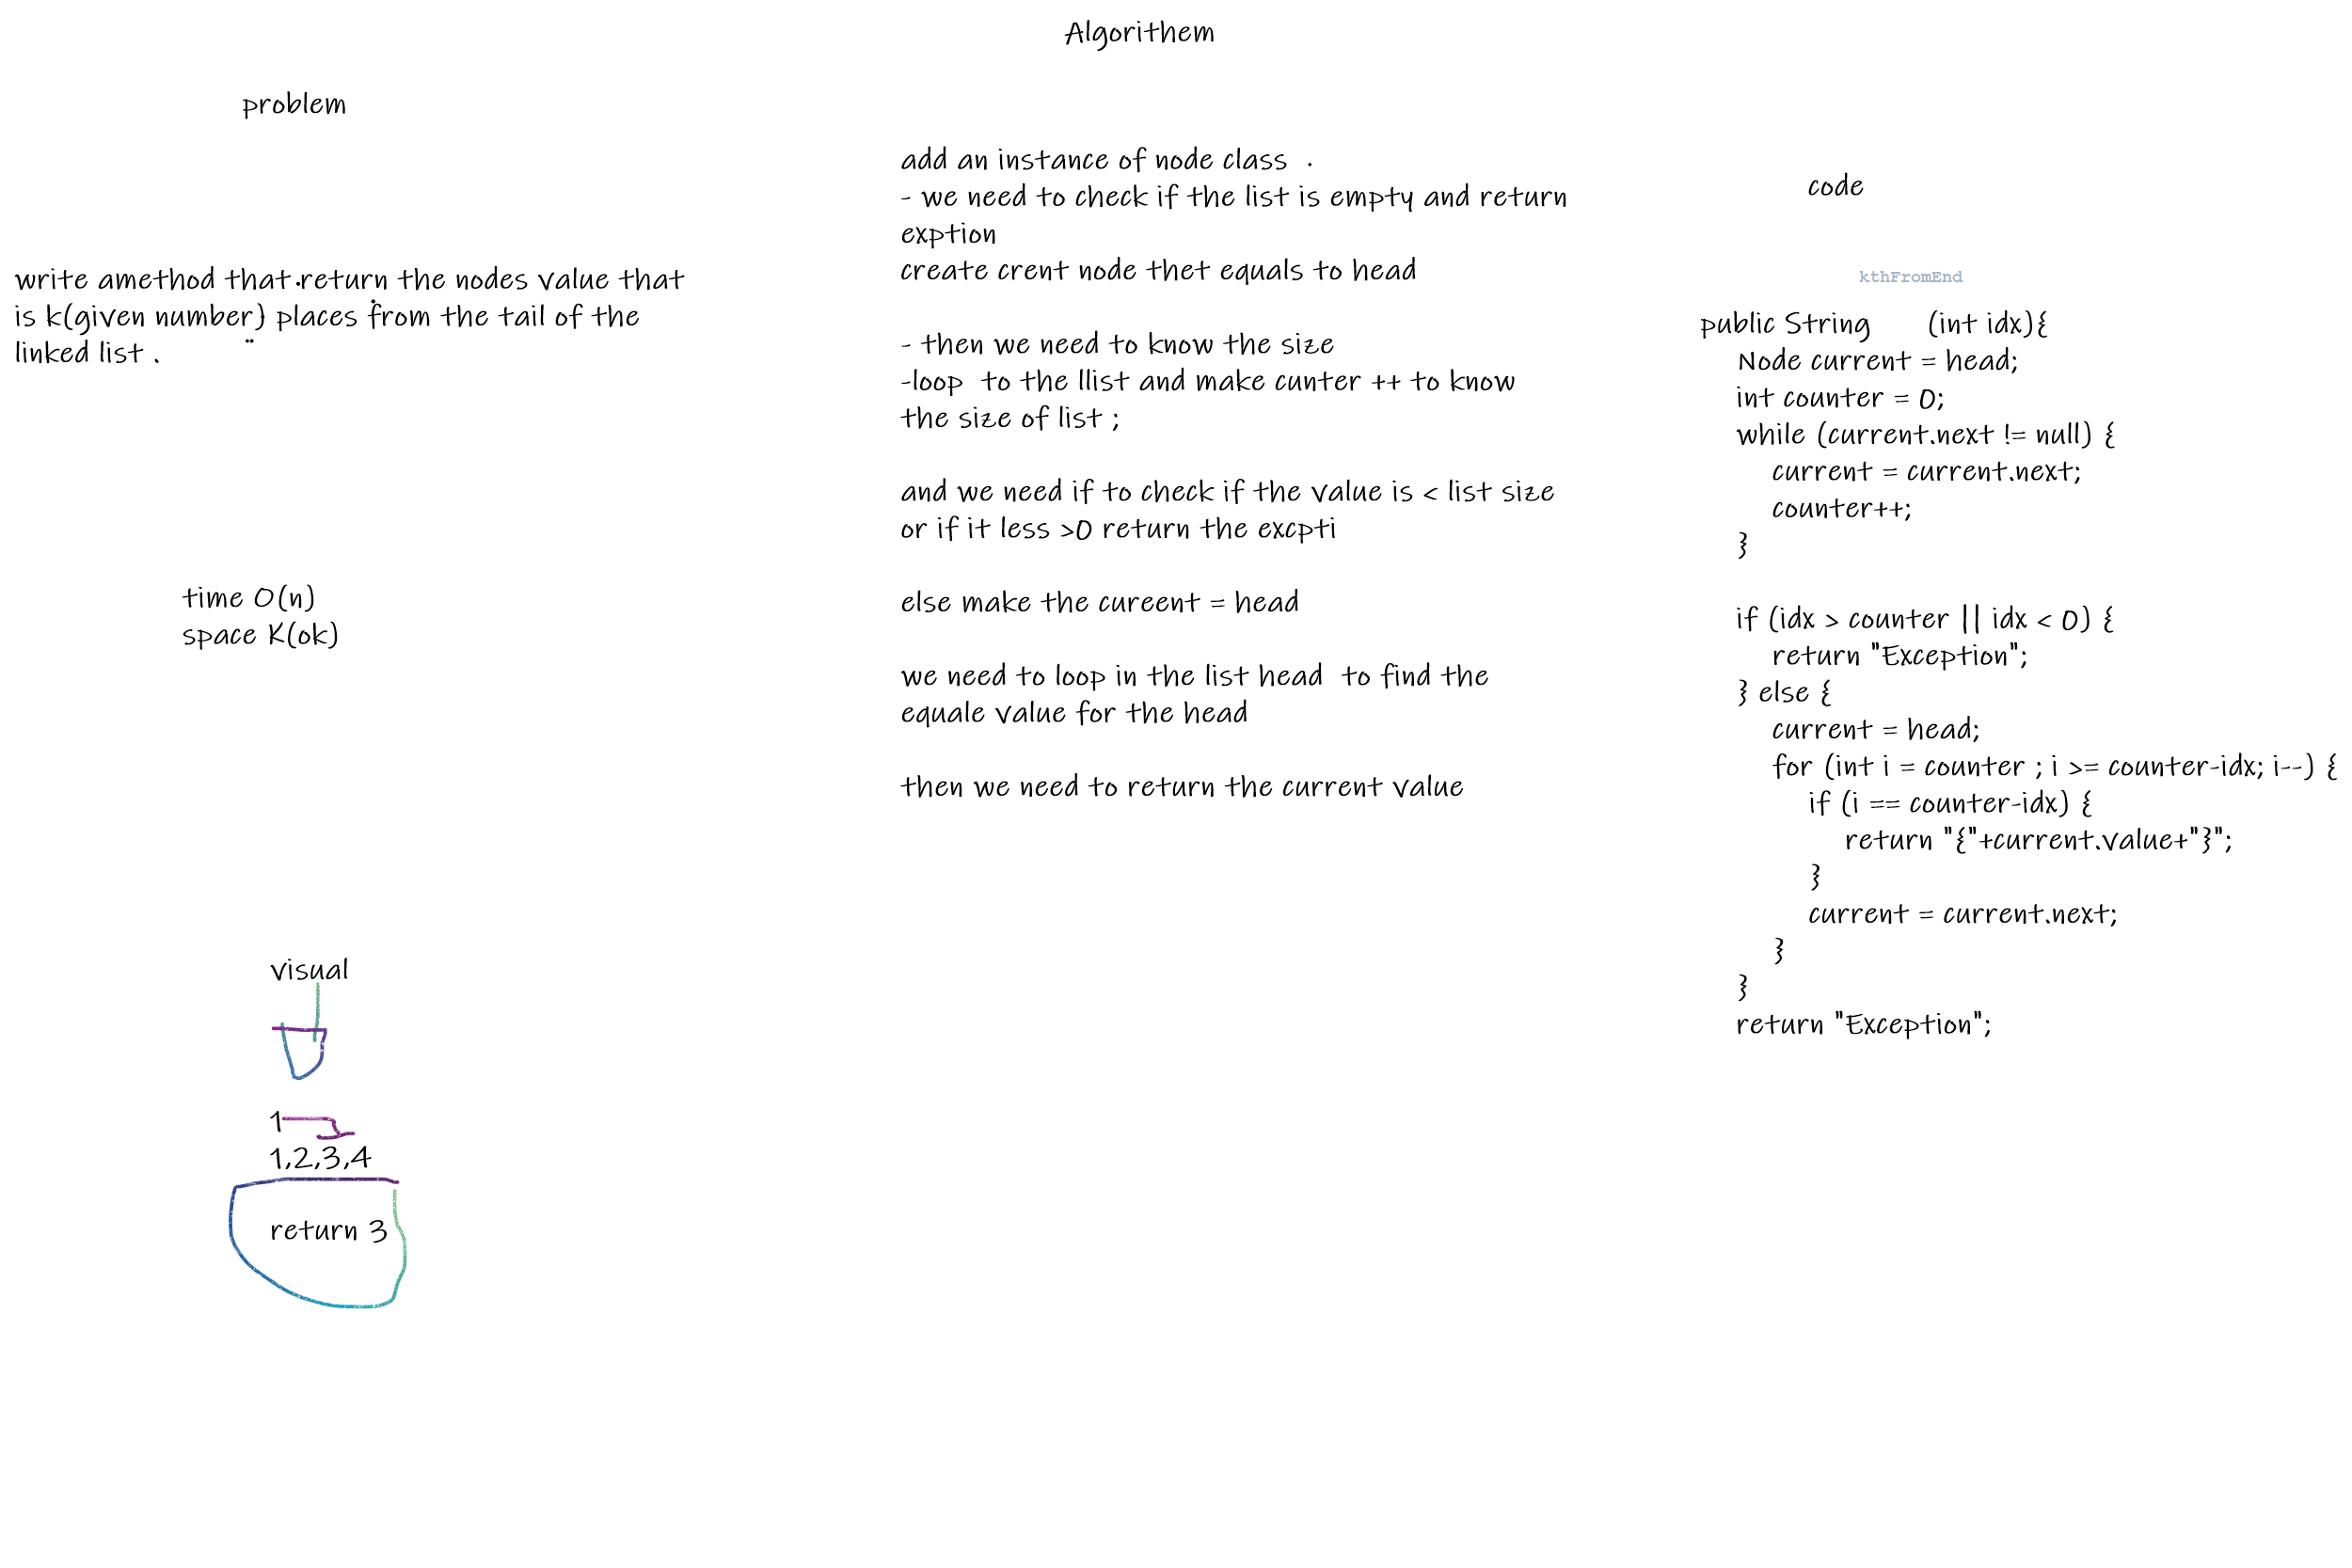 problem
write amethod that.return the nodes value that
is k(given number) places from the tail of the
linked list .
time O(n)
space K(ok)
visual
1
1,2,3,4
return 3
Algorithem
add an instance of node class .
- we need to check if the list is empty and return
exption
create crent node thet equals to head
- then we need to know the size
-loop to the llist and make cunter ++ to know
the size of list ;
and we need if to check if the value is < list size
or if it less >0 return the excpti
else make the cureent = head
we need to loop in the list head to find the
equale value for the head
then we need to return the current value
code
kthFromEnd
public String (int idx){
Node current = head;
int counter = 0;
while (current.next != null) {
current = current.next;
counter++;
}
if (idx > counter || idx < 0) {
return "Exception";
} else {
current = head;
for (int i = counter ; i >= counter-idx; i--) {
if (i == counter-idx) {
return "{"+current.value+"}";
}
current = current.next;
}
}
return "Exception";